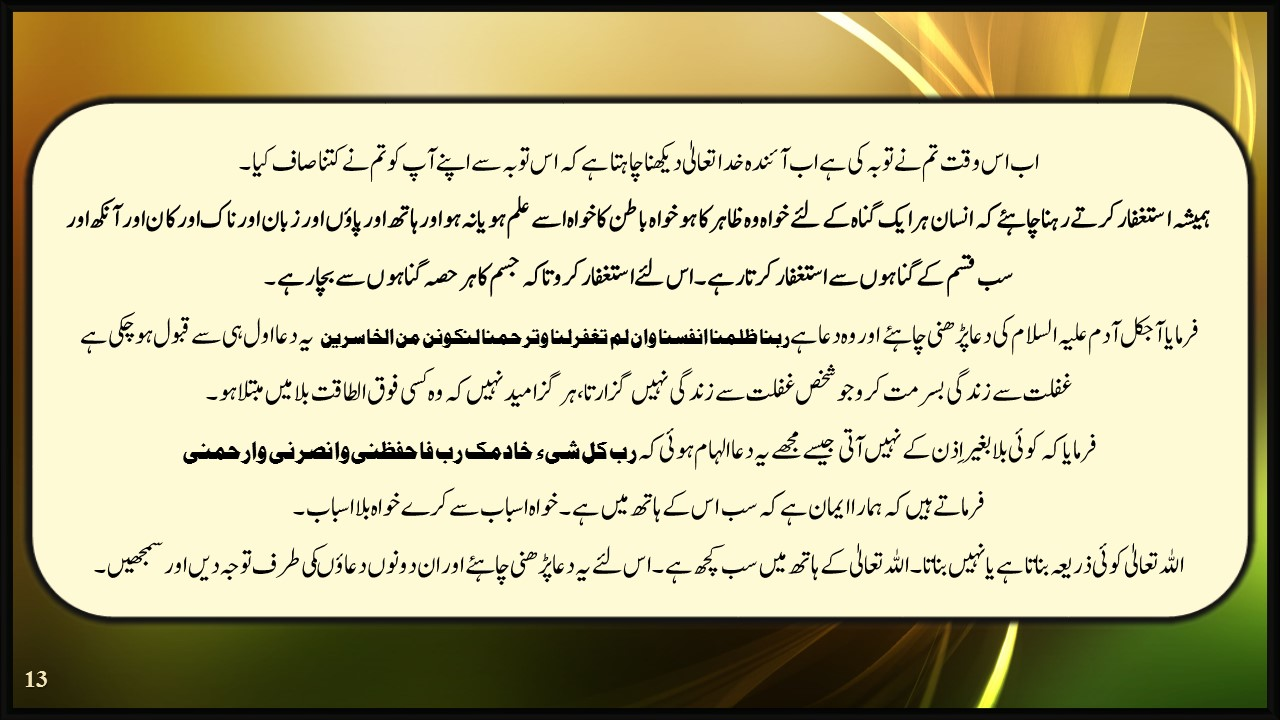 اب اس وقت تم نے توبہ کی ہے اب آئندہ خدا تعالیٰ دیکھنا چاہتا ہے کہ اس توبہ سے اپنے آپ کو تم نے کتنا صاف کیا۔
ہمیشہ استغفار کرتے رہنا چاہئے کہ انسان ہر ایک گناہ کے لئے خواہ وہ ظاہر کا ہو خواہ باطن کا خواہ اسے علم ہو یا نہ ہو اور ہاتھ اور پاؤں اور زبان اور ناک اور کان اور آنکھ اور
سب قسم کے گناہوں سے استغفار کرتا رہے۔ اس لئے استغفار کرو تاکہ جسم کا ہر حصہ گناہوں سے بچا رہے۔
فرمایا آجکل آدم علیہ السلام کی دعا پڑھنی چاہئے اور وہ دعا ہے ربنا ظلمنا انفسنا وان لم تغفر لنا وترحمنا لنکونن من الخاسرین یہ دعا اول ہی سے قبول ہو چکی ہے
غفلت سے زندگی بسر مت کرو جو شخص غفلت سے زندگی نہیں گزارتا، ہر گز امید نہیں کہ وہ کسی فوق الطاقت بلا میں مبتلا ہو۔
فرمایا کہ کوئی بلا بغیر اِذن کے نہیں آتی جیسے مجھے یہ دعا الہام ہوئی کہ رب کل شیء خادمک رب فاحفظنی وانصرنی وارحمنی
فرماتے ہیں کہ ہمارا ایمان ہے کہ سب اس کے ہاتھ میں ہے۔ خواہ اسباب سے کرے خواہ بلا اسباب۔
اللہ تعالیٰ کوئی ذریعہ بناتا ہے یا نہیں بناتا۔ اللہ تعالیٰ کے ہاتھ میں سب کچھ ہے۔ اس لئے یہ دعا پڑھنی چاہئے اور ان دونوں دعاؤں کی طرف توجہ دیں اور سمجھیں۔
13